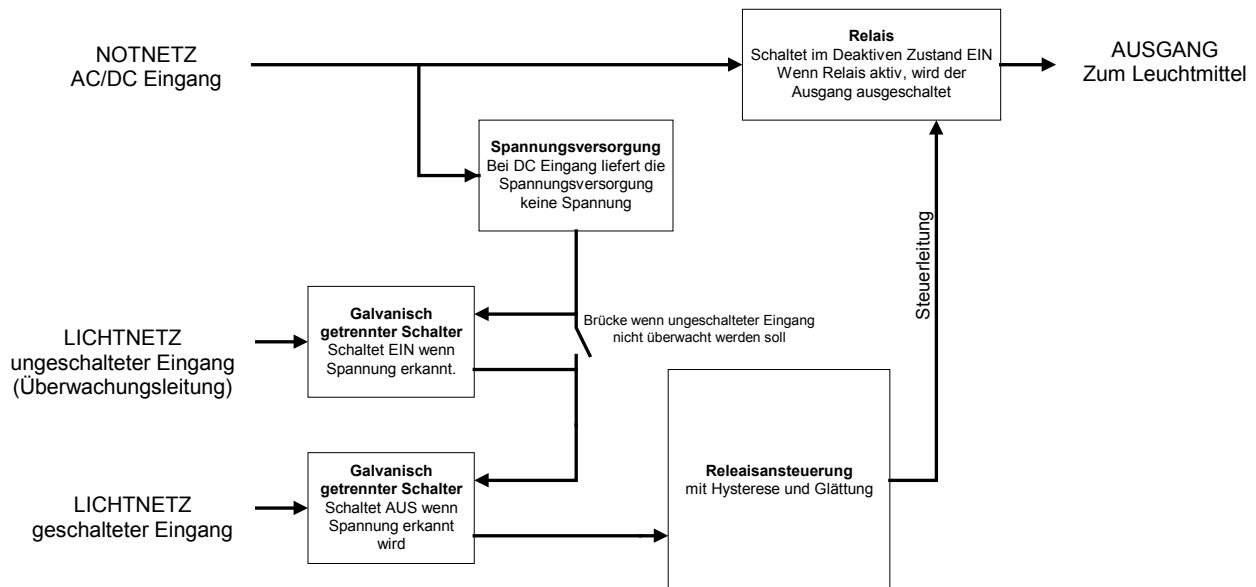 NOTNETZ
AC/DC Eingang
Relais
Schaltet im Deaktiven Zustand EIN
Wenn Relais aktiv, wird der
Ausgang ausgeschaltet
AUSGANG
Zum Leuchtmittel
Spannungsversorgung
Bei DC Eingang liefert die
Spannungsversorgung
keine Spannung
Steuerleitung
LICHTNETZ
ungeschalteter Eingang
(Überwachungsleitung)
Galvanisch
getrennter Schalter
Schaltet EIN wenn
Spannung erkannt.
Brücke wenn ungeschalteter Eingang
nicht überwacht werden soll
LICHTNETZ
geschalteter Eingang
Galvanisch
getrennter Schalter
Schaltet AUS wenn
Spannung erkannt
wird
Releaisansteuerung
mit Hysterese und Glättung